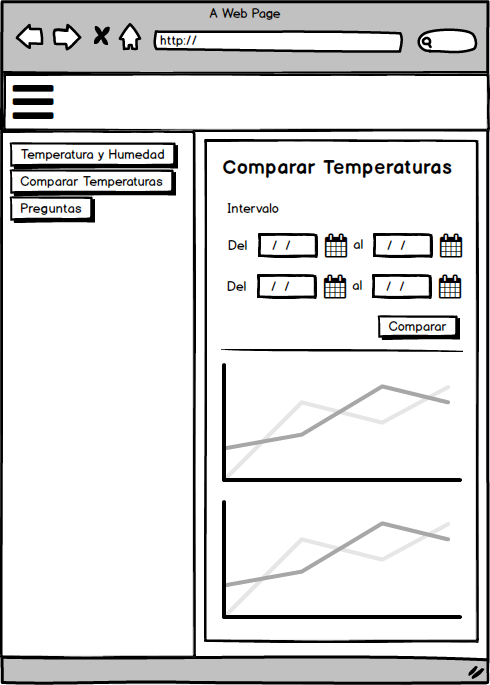 A Web Page
http://
Temperatura y Humedad
Comparar Temperaturas
Preguntas
Comparar Temperaturas
Intervalo
Del / / al / /
Del / / al / /
Comparar